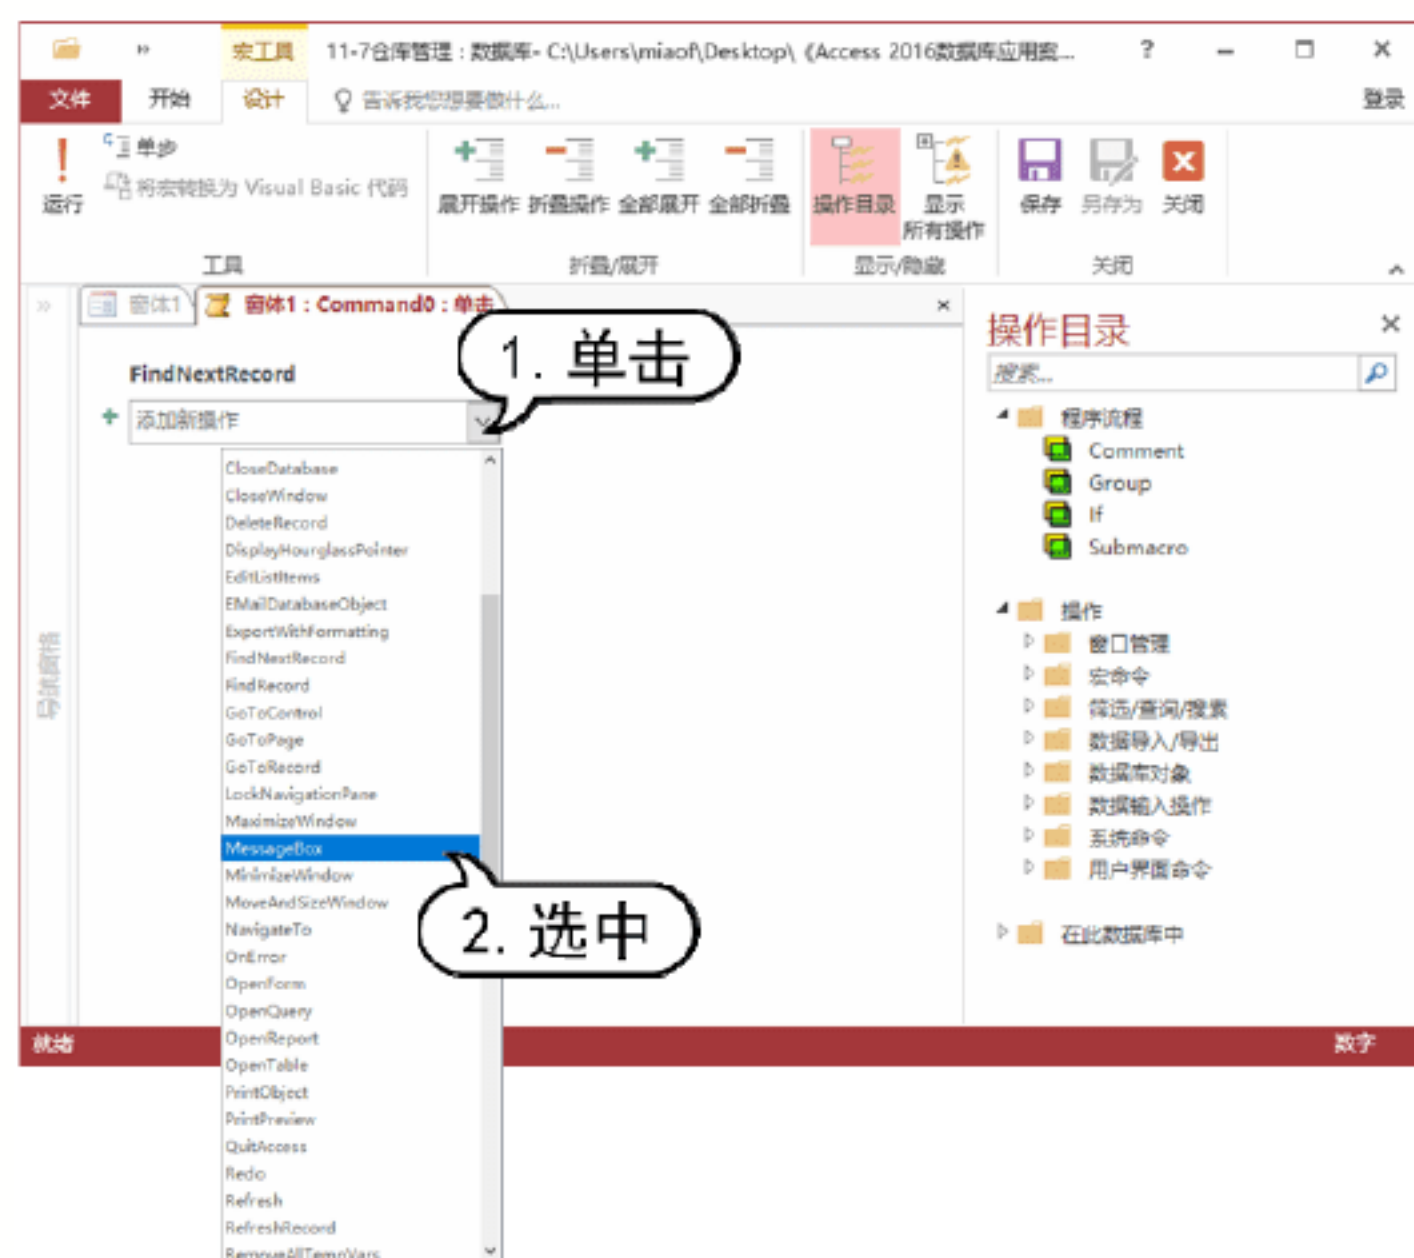 宏工具 11-7仓库管理：数据库- C:\Users\miaof\Desktop\《Access 2016数据库应用案...
文件 开始 设计 告诉我您想要做什么... 登录
运行 单步
将宏转换为 Visual Basic 代码
展开操作 折叠操作 全部展开 全部折叠 操作目录 显示所有操作 保存 另存为 关闭
工具 折叠/展开 显示/隐藏 关闭
窗体1 窗体1：Command0：单击
1. 单击
FindNextRecord
添加新操作
CloseDatabase
CloseWindow
DeleteRecord
DisplayHourglassPointer
EditListItems
EMailDatabaseObject
ExportWithFormatting
FindNextRecord
FindRecord
GoToControl
GoToPage
GoToRecord
LockNavigationPane
MaximizeWindow
MessageBox
MinimizeWindow
MoveAndSizeWindow
NavigateTo
OnError
OpenForm
OpenQuery
OpenReport
OpenTable
PrintObject
PrintPreview
QuitAccess
Redo
Refresh
RefreshRecord
RemoveAllTempVars
2. 选中
导航窗格
操作目录
搜索...
程序流程
Comment
Group
If
Submacro
操作
窗口管理
宏命令
筛选/查询/搜索
数据导入/导出
数据库对象
数据输入操作
系统命令
用户界面命令
在此数据库中
就绪 数字